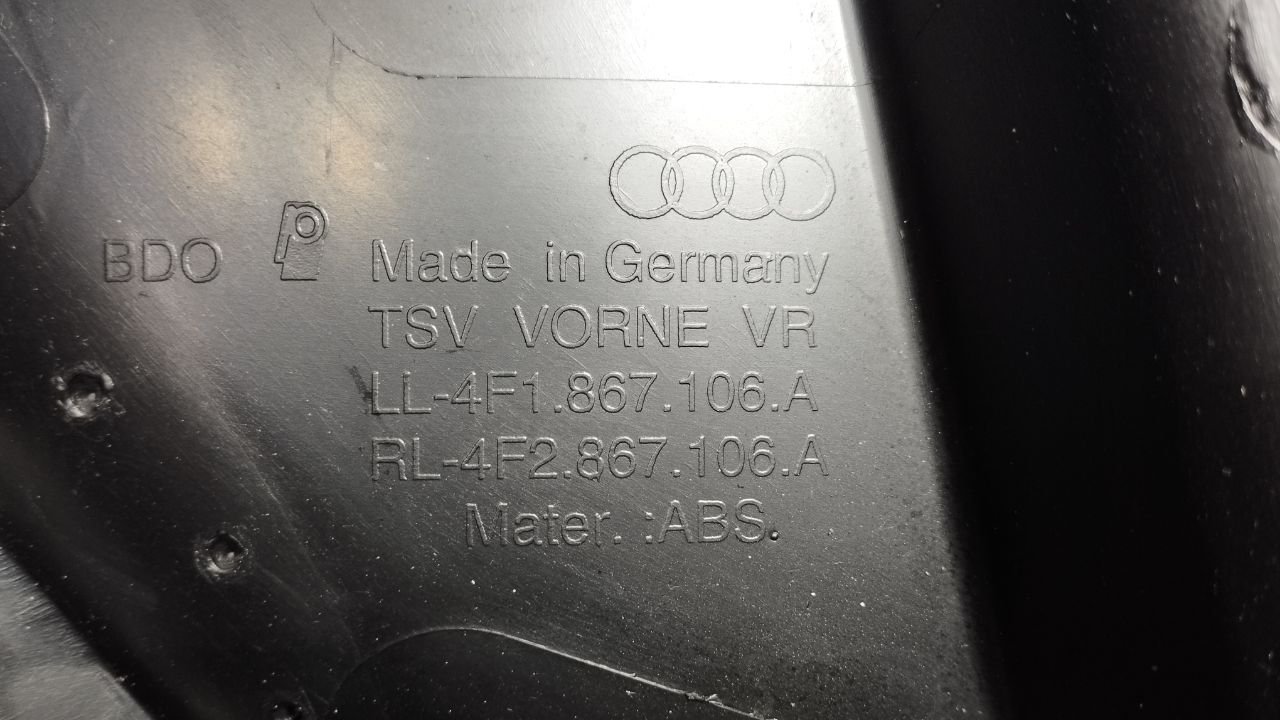 BDO Made in Germany
TSV VORNE VR
LL-4F1.867.106.A
RL-4F2.867.106.A
Mater. :ABS.